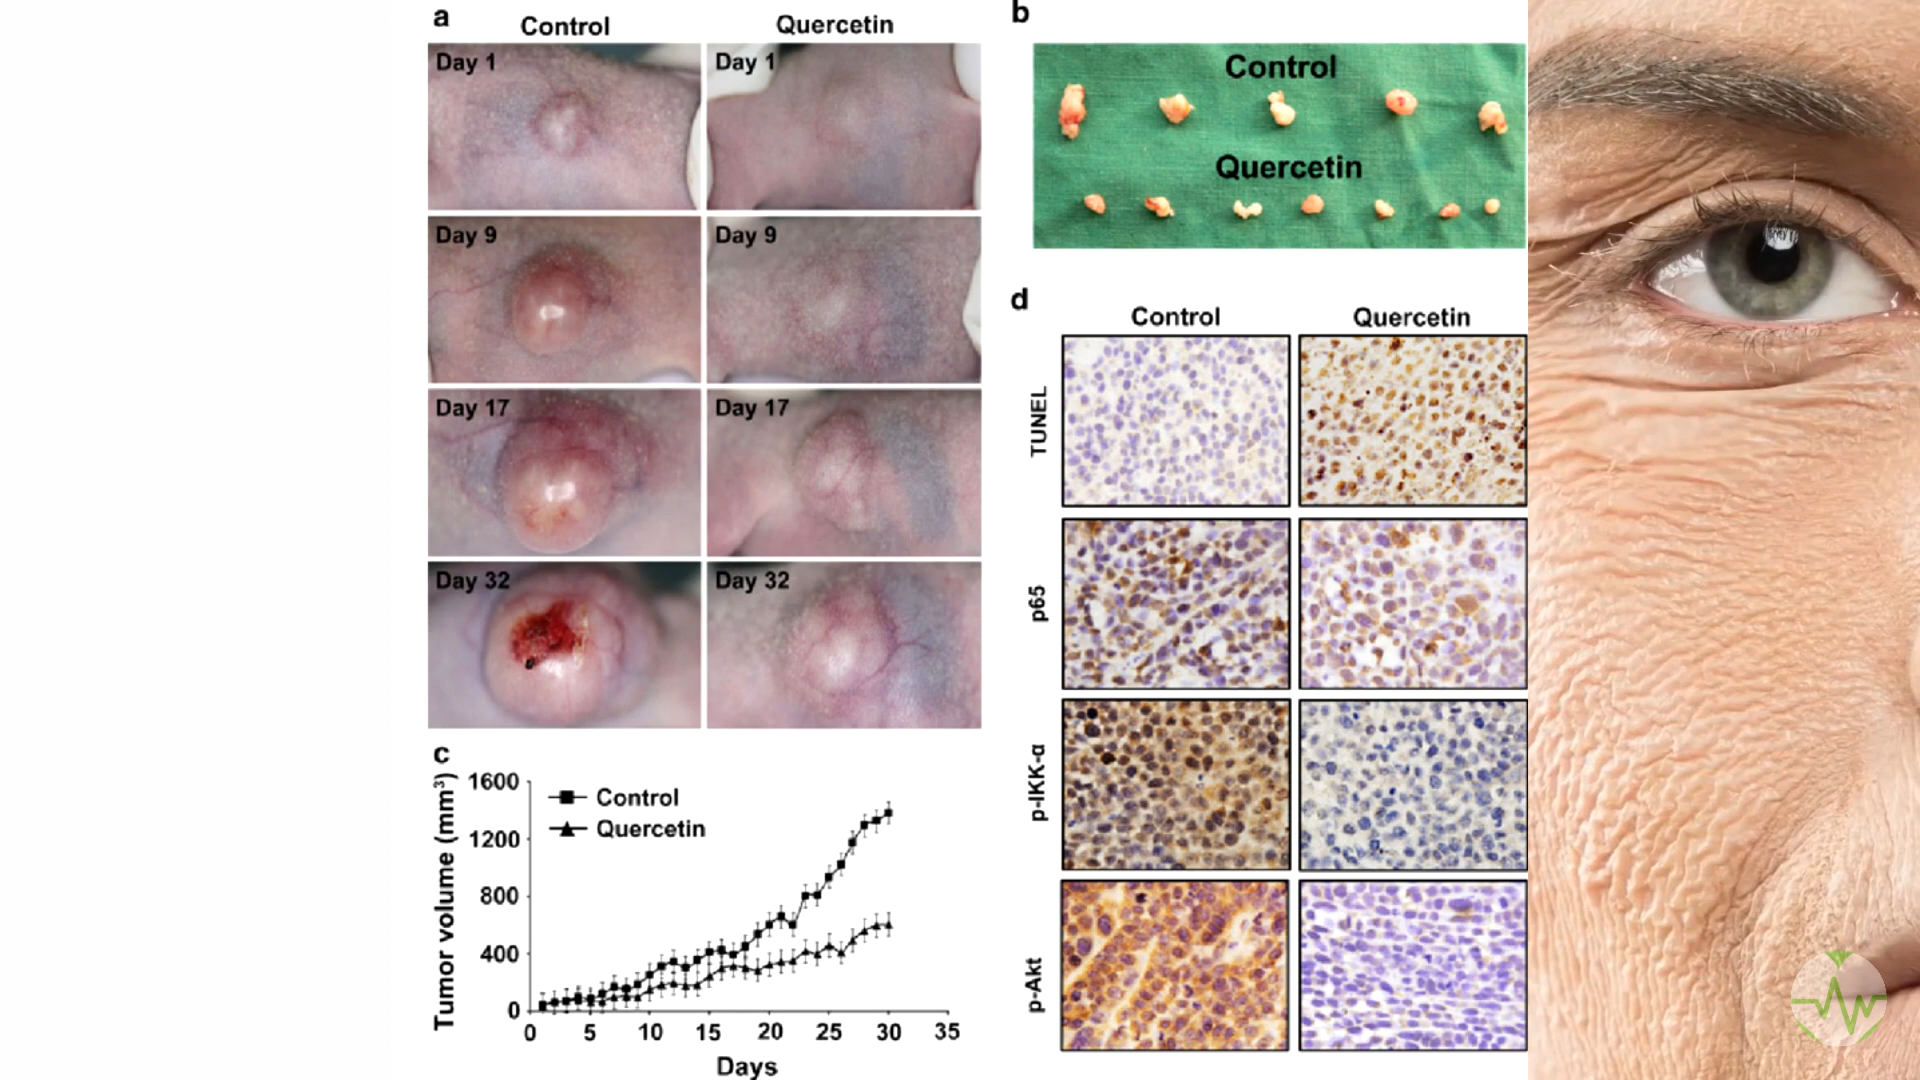 a
Control
Quercetin
Day 1
Day 1
Day 9
Day 9
Day 17
Day 17
Day 32
Day 32
b
Control
Quercetin
c
Tumor volume (mm³)
1600
1200
800
400
0
Control
Quercetin
0 5 10 15 20 25 30 35
Days
d
Control
Quercetin
TUNEL
p65
p-IKK-α
p-Akt